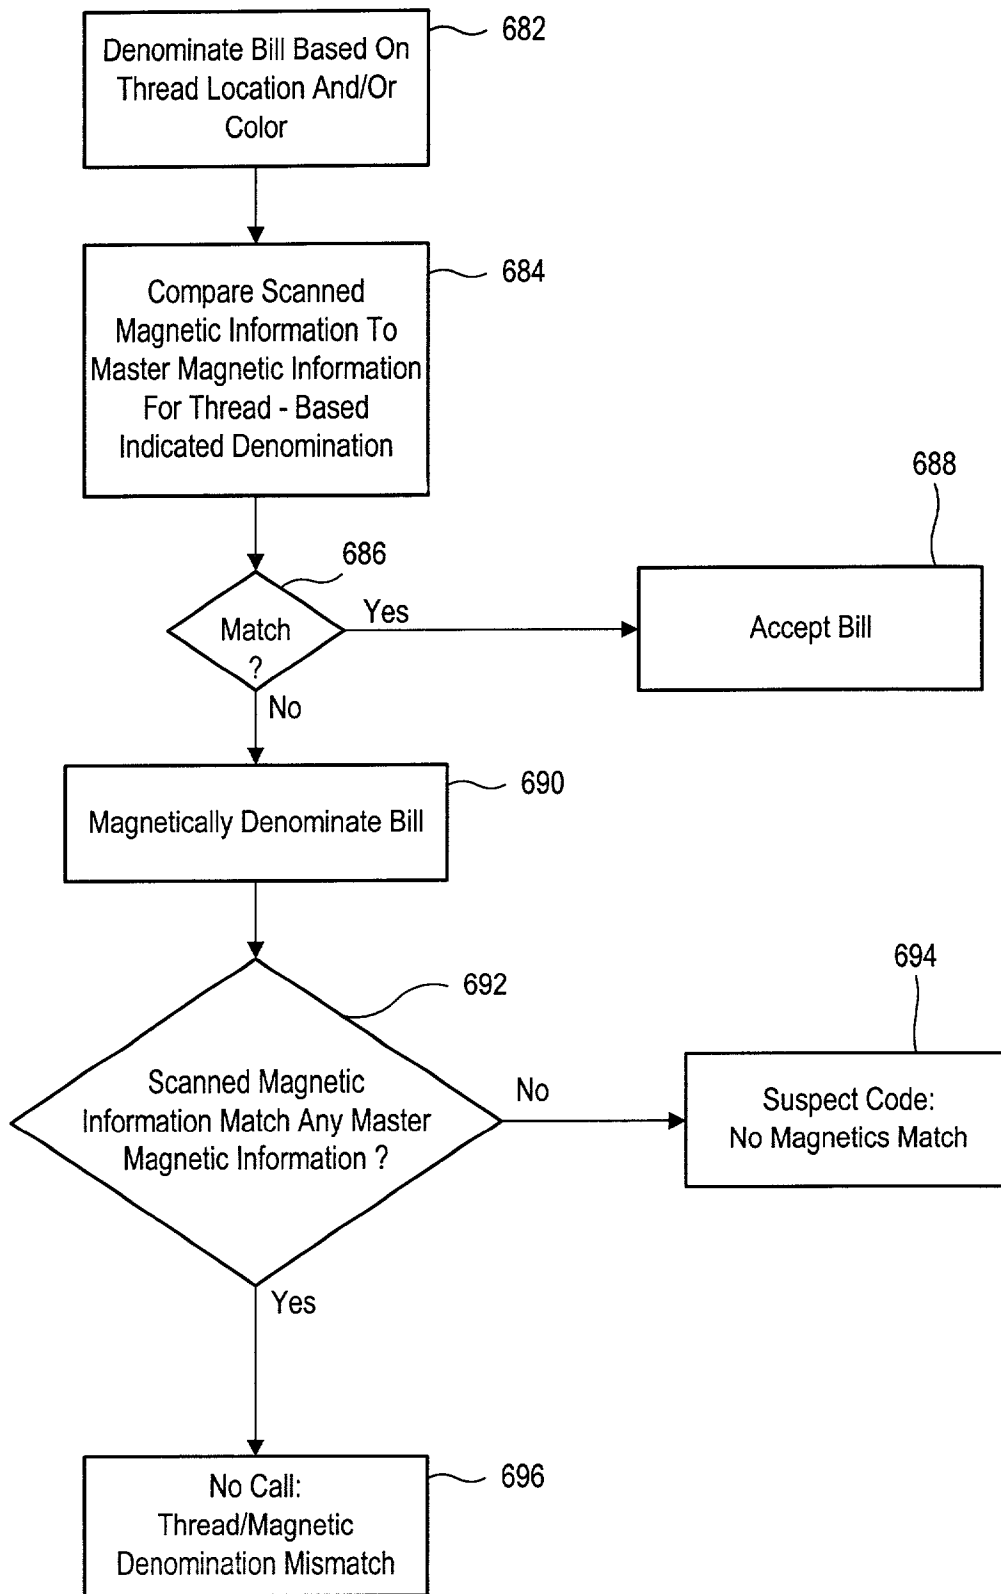 Denominate Bill Based On
Thread Location And/Or
Color
682
Compare Scanned
Magnetic Information To
Master Magnetic Information
For Thread - Based
Indicated Denomination
684
Match
?
686
Yes
No
Accept Bill
688
Magnetically Denominate Bill
690
Scanned Magnetic
Information Match Any Master
Magnetic Information ?
692
No
Yes
Suspect Code:
No Magnetics Match
694
No Call:
Thread/Magnetic
Denomination Mismatch
696